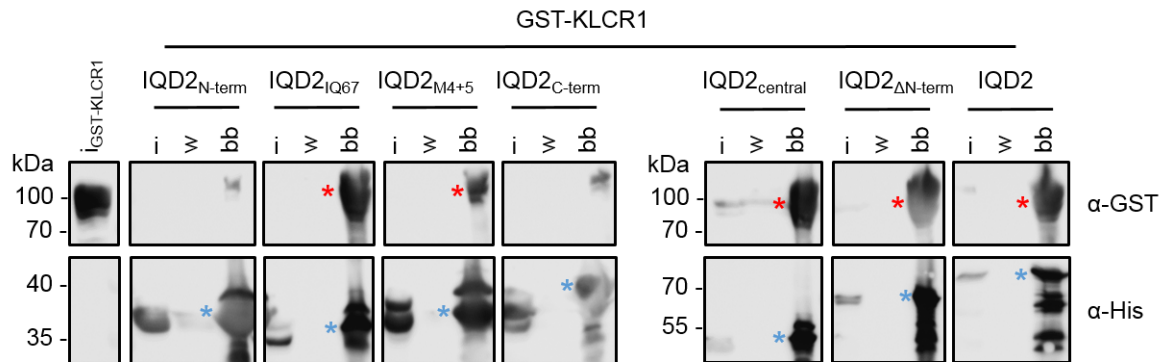 GST-KLCR1
iGST-KLCR1 IQD2N-term IQD2IQ67 IQD2M4+5 IQD2C-term IQD2central IQD2ΔN-term IQD2
i w bb i w bb i w bb i w bb i w bb i w bb i w bb
kDa
100 -
70 -
* * * * * *
100 -
70 -
α-GST
40 -
35 -
* * * * * * *
70 -
55 -
α-His